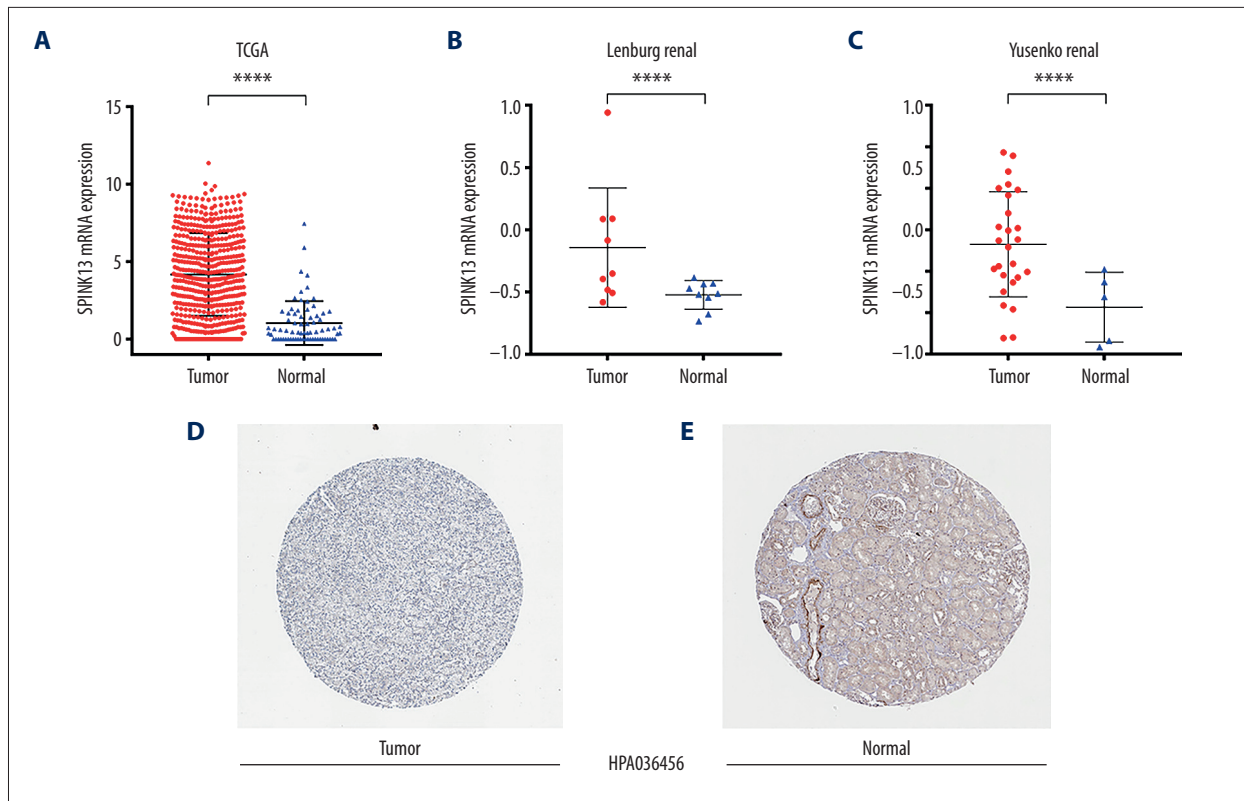 A
TCGA
****
SPINK13 mRNA expression
15
10
5
0
Tumor
Normal
B
Lenburg renal
****
SPINK13 mRNA expression
1.0
0.5
0.0
−0.5
−1.0
Tumor
Normal
C
Yusenko renal
****
SPINK13 mRNA expression
1.0
0.5
0.0
−0.5
−1.0
Tumor
Normal
D
Tumor
E
Normal
HPA036456